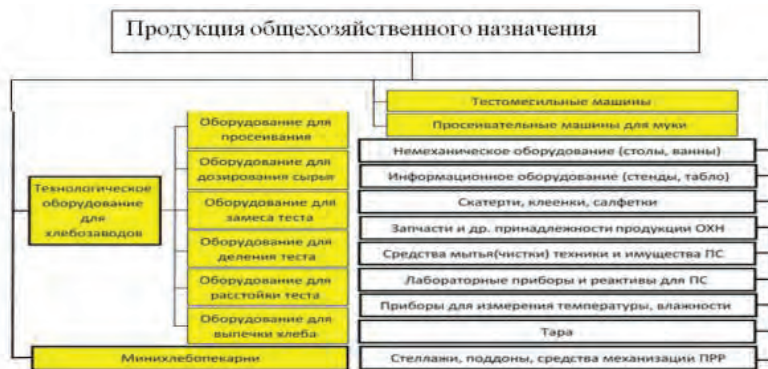 Продукция общехозяйственного назначения
Технологическое
оборудование
для
хлебозаводов
Оборудование для
просеивания
Оборудование для
дозирования сырья
Оборудование для
замеса теста
Оборудование для
деления теста
Оборудование для
расстойки теста
Оборудование для
выпечки хлеба
Минихлебопекарни
Тестомесильные машины
Просеивательные машины для муки
Немеханическое оборудование (столы, ванны)
Информационное оборудование (стенды, табло)
Скатерти, клеенки, салфетки
Запчасти и др. принадлежности продукции ОХН
Средства мытья(чистки) техники и имущества ПС
Лабораторные приборы и реактивы для ПС
Приборы для измерения температуры, влажности
Тара
Стеллажи, поддоны, средства механизации ПРР